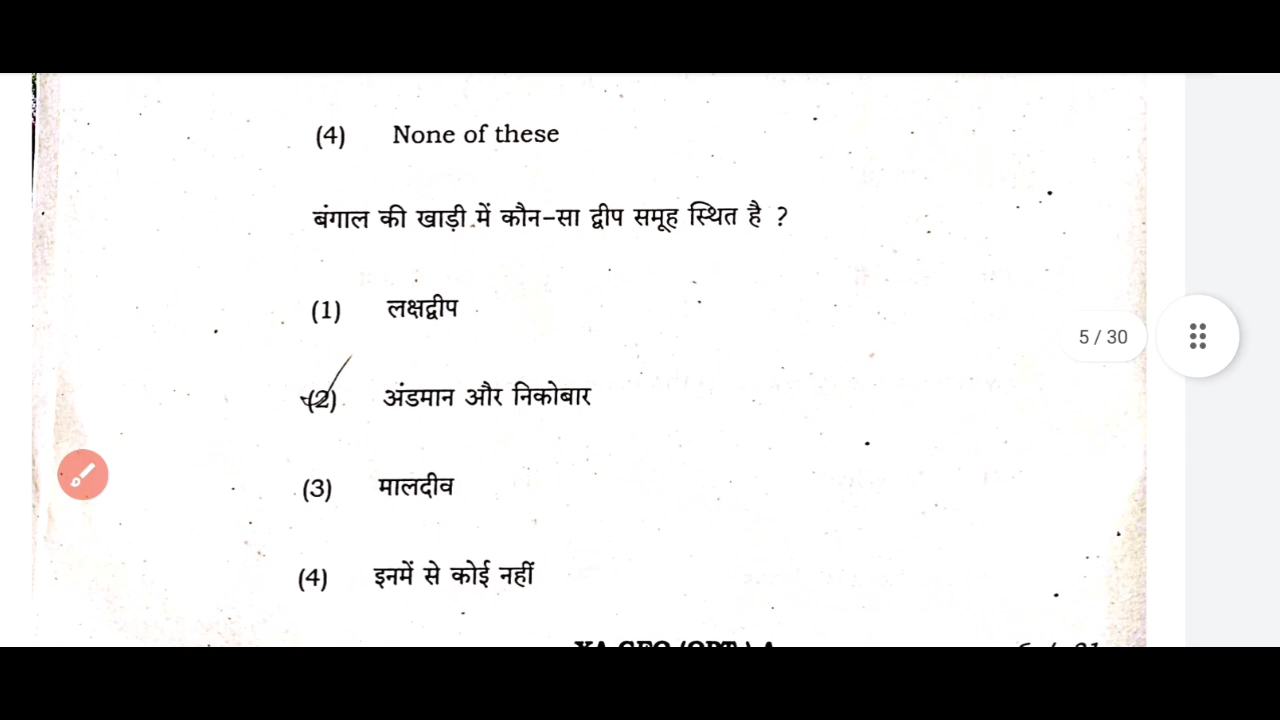 (4) None of these
बंगाल की खाड़ी में कौन-सा द्वीप समूह स्थित है ?
(1) लक्षद्वीप
(2) अंडमान और निकोबार
5 / 30
(3) मालदीव
(4) इनमें से कोई नहीं